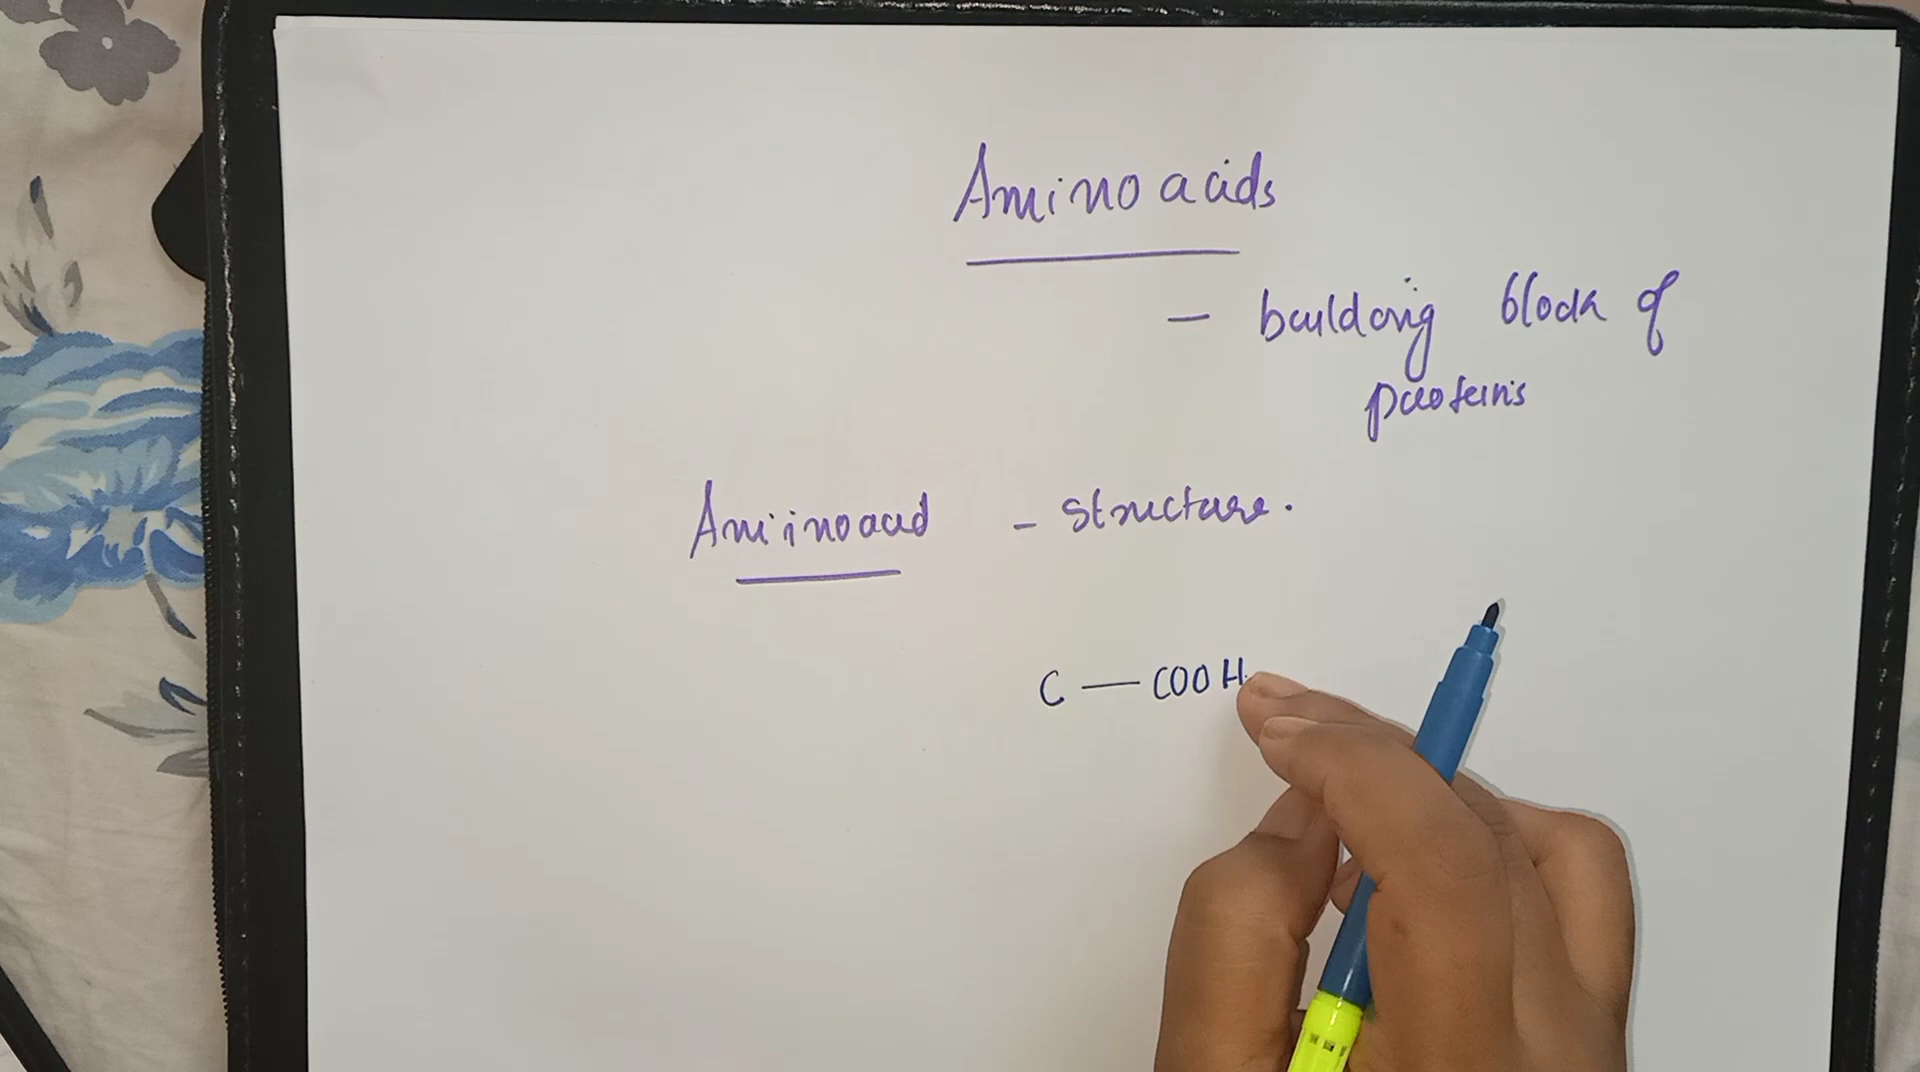 Amino acids
- building block of
proteins
Aminoacid - structure.
C — COOH